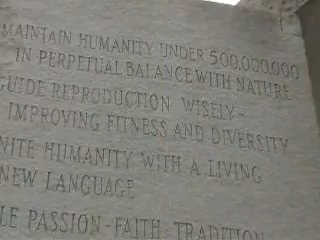 MAINTAIN HUMANITY UNDER 500,000,000
IN PERPETUAL BALANCE WITH NATURE
GUIDE REPRODUCTION WISELY-
IMPROVING FITNESS AND DIVERSITY
NITE HUMANITY WITH A LIVING
NEW LANGUAGE
LE PASSION-FAITH-TRADITION